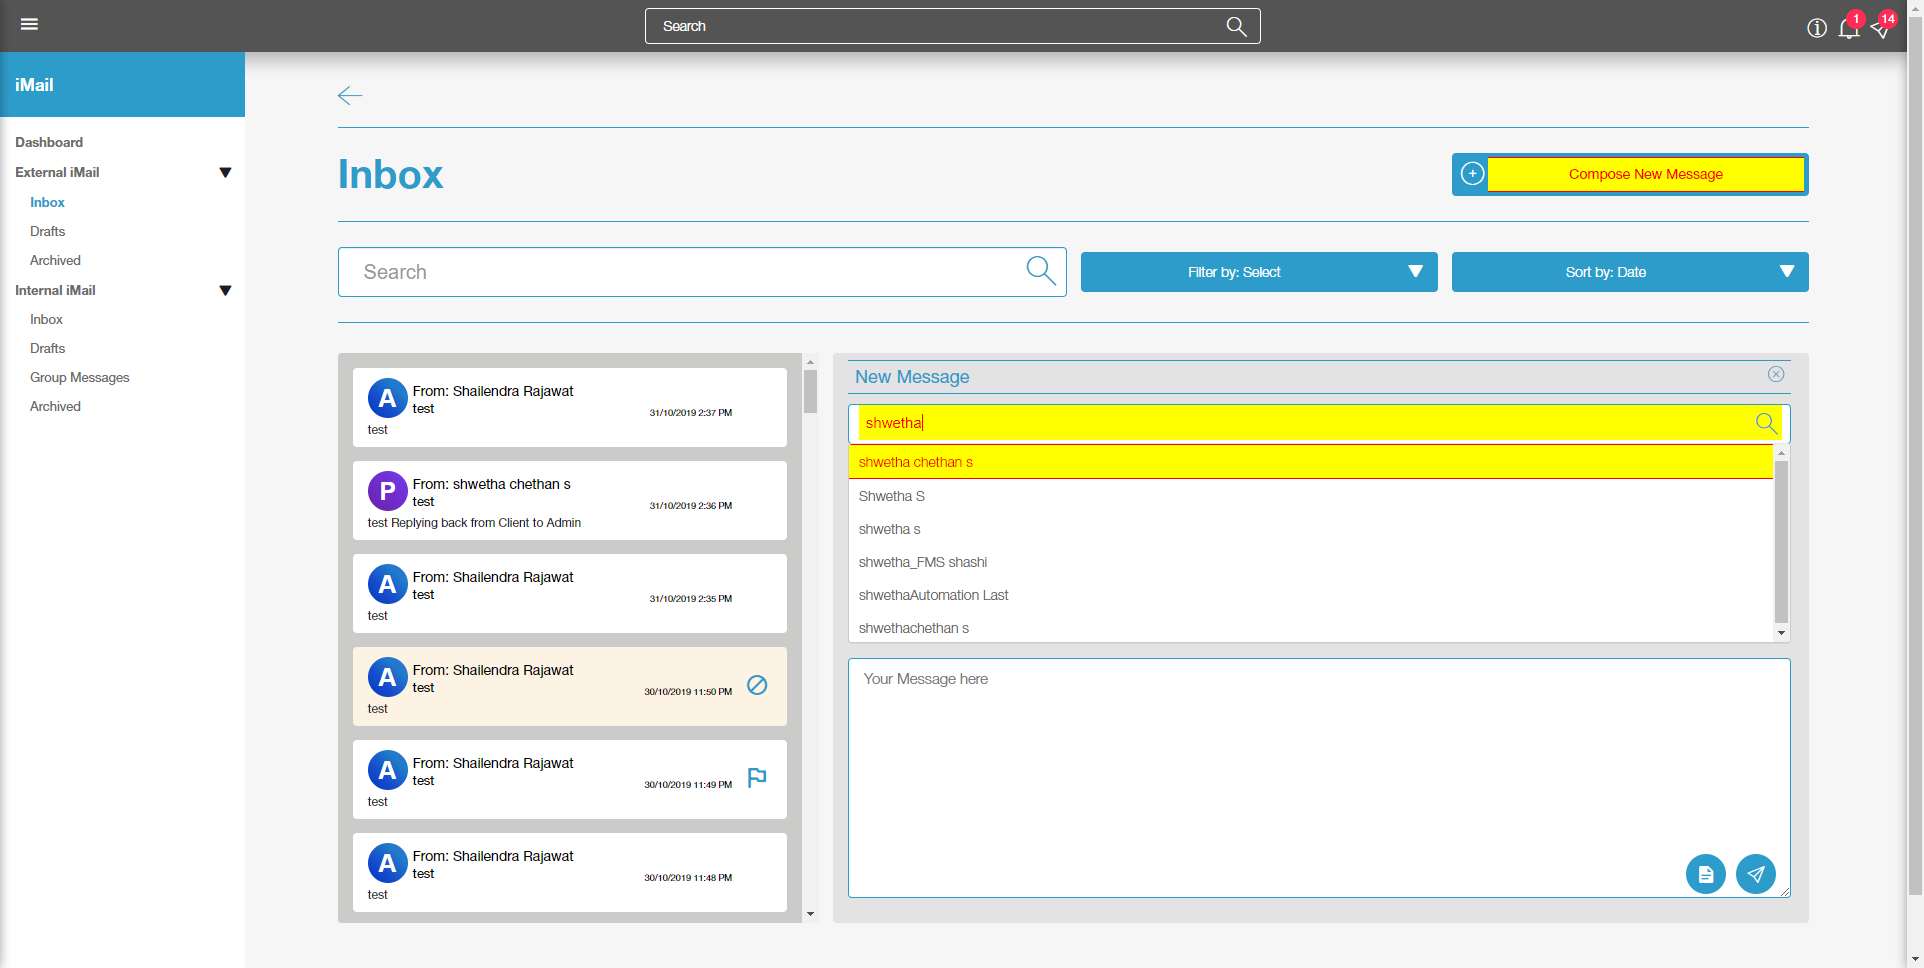 Search
1
14
iMail
Dashboard
External iMail
Inbox
Drafts
Archived
Internal iMail
Inbox
Drafts
Group Messages
Archived
Inbox
Compose New Message
Search
Filter by: Select
Sort by: Date
A
From: Shailendra Rajawat
test
31/10/2019 2:37 PM
test
P
From: shwetha chethan s
test
31/10/2019 2:36 PM
test Replying back from Client to Admin
A
From: Shailendra Rajawat
test
31/10/2019 2:35 PM
test
A
From: Shailendra Rajawat
test
30/10/2019 11:50 PM
test
A
From: Shailendra Rajawat
test
30/10/2019 11:49 PM
test
A
From: Shailendra Rajawat
test
30/10/2019 11:48 PM
test
New Message
shwetha
shwetha chethan s
Shwetha S
shwetha s
shwetha_FMS shashi
shwethaAutomation Last
shwethachethan s
Your Message here